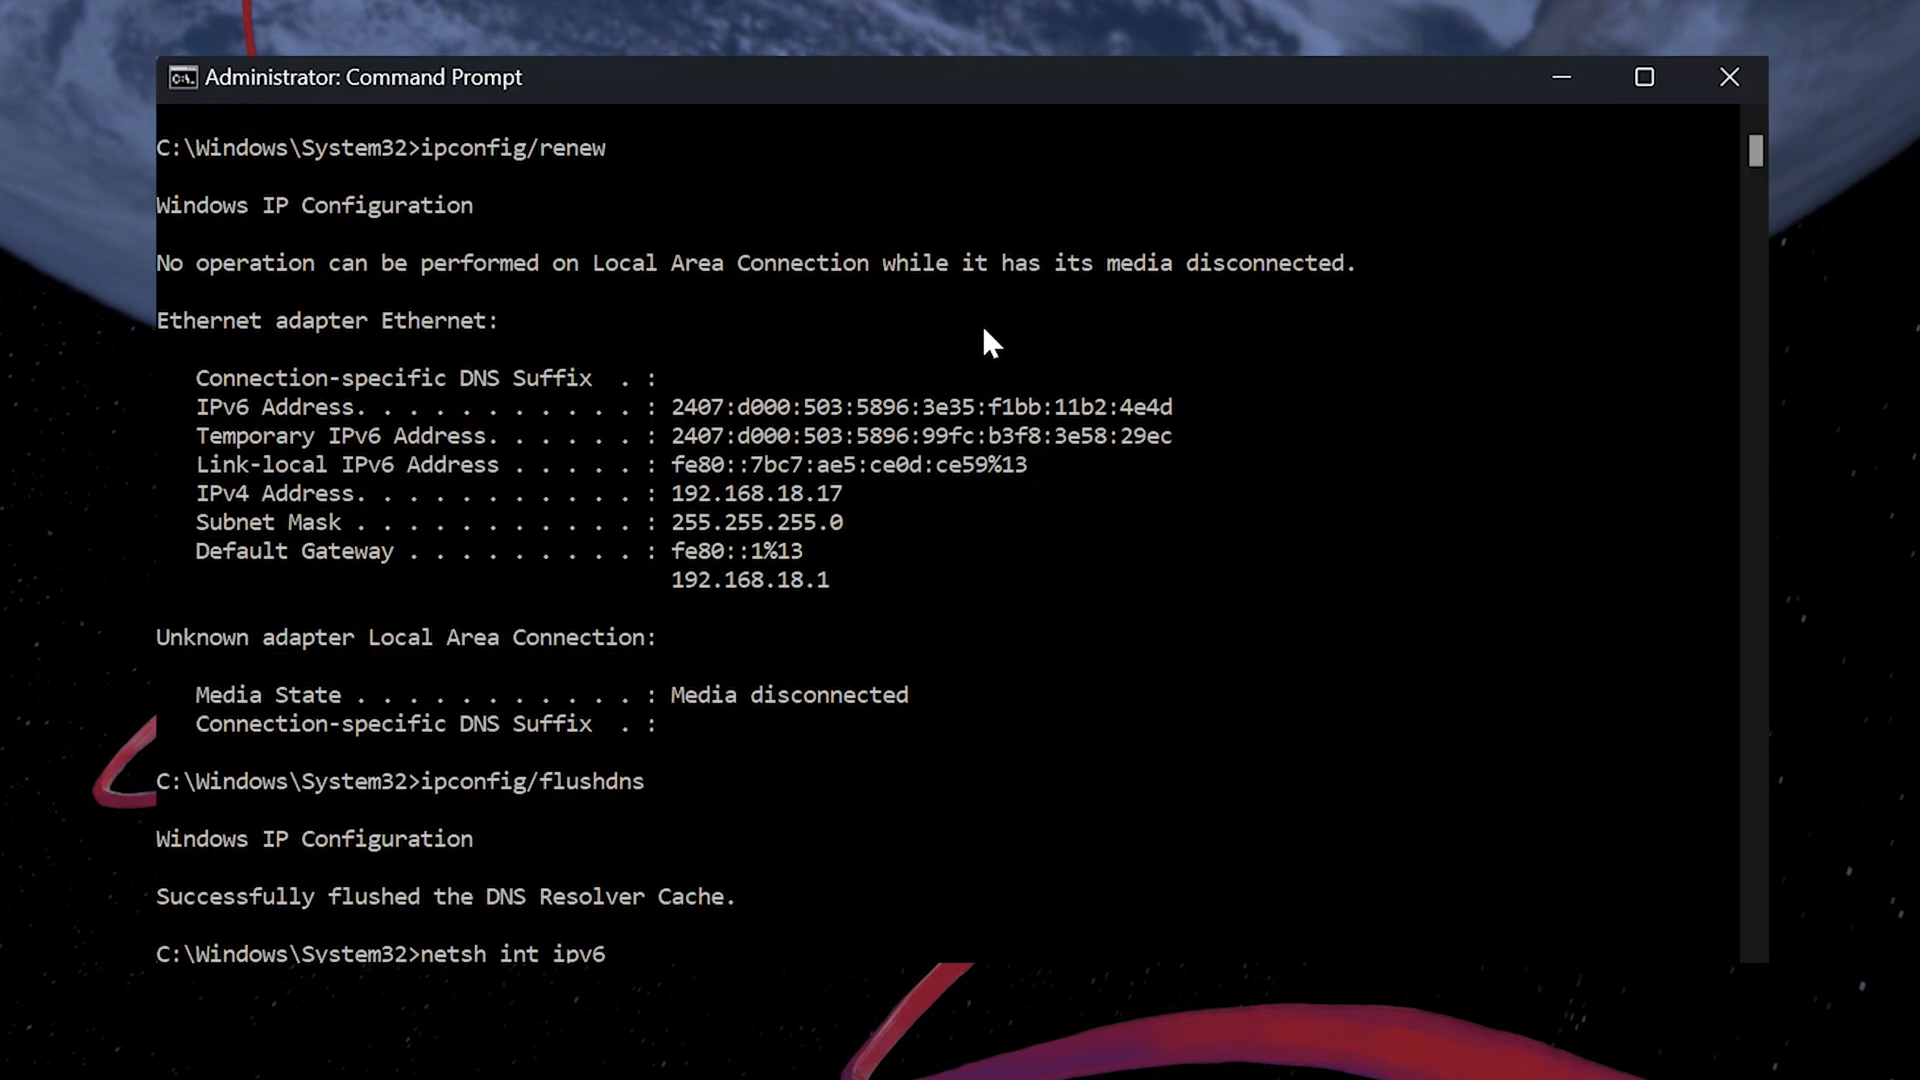 Administrator: Command Prompt
C:\Windows\System32>ipconfig/renew
Windows IP Configuration
No operation can be performed on Local Area Connection while it has its media disconnected.
Ethernet adapter Ethernet:
Connection-specific DNS Suffix . :
IPv6 Address. . . . . . . . . . . : 2407:d000:503:5896:3e35:f1bb:11b2:4e4d
Temporary IPv6 Address. . . . . . : 2407:d000:503:5896:99fc:b3f8:3e58:29ec
Link-local IPv6 Address . . . . . : fe80::7bc7:ae5:ce0d:ce59%13
IPv4 Address. . . . . . . . . . . : 192.168.18.17
Subnet Mask . . . . . . . . . . . : 255.255.255.0
Default Gateway . . . . . . . . . : fe80::1%13
192.168.18.1
Unknown adapter Local Area Connection:
Media State . . . . . . . . . . . : Media disconnected
Connection-specific DNS Suffix . :
C:\Windows\System32>ipconfig/flushdns
Windows IP Configuration
Successfully flushed the DNS Resolver Cache.
C:\Windows\System32>netsh int ipv6